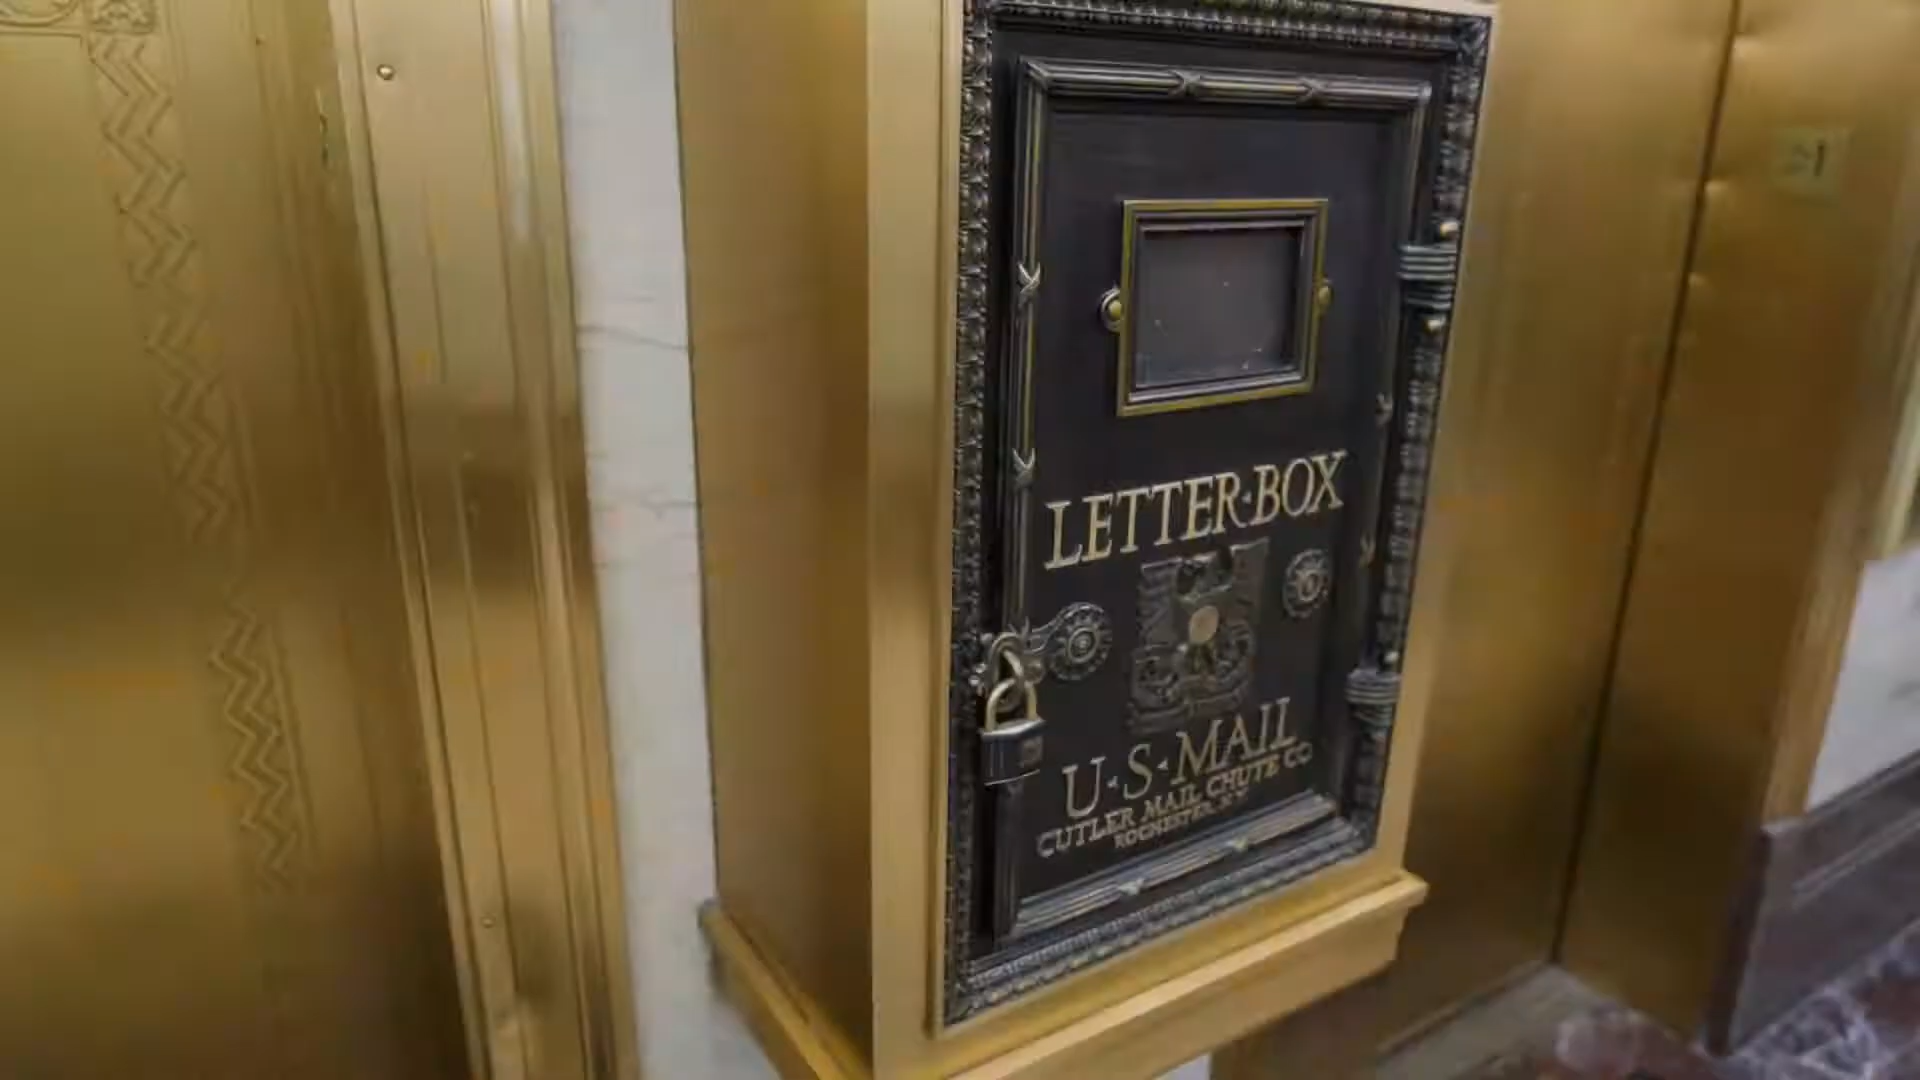 LETTER·BOX
U·S·MAIL
CUTLER MAIL CHUTE CO
ROCHESTER, N.Y.